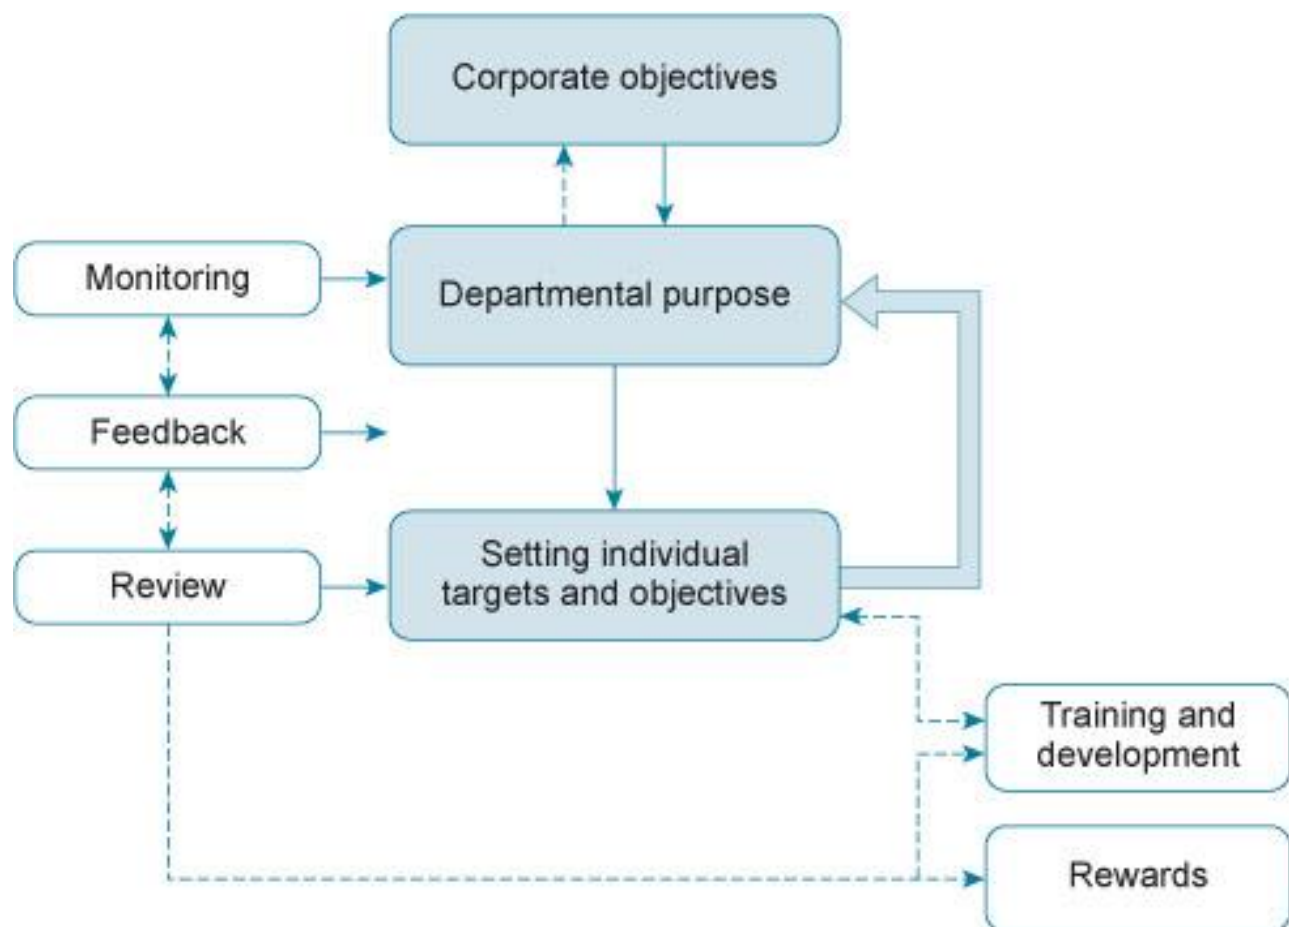 Corporate objectives
Monitoring
Departmental purpose
Feedback
Review
Setting individual
targets and objectives
Training and
development
Rewards